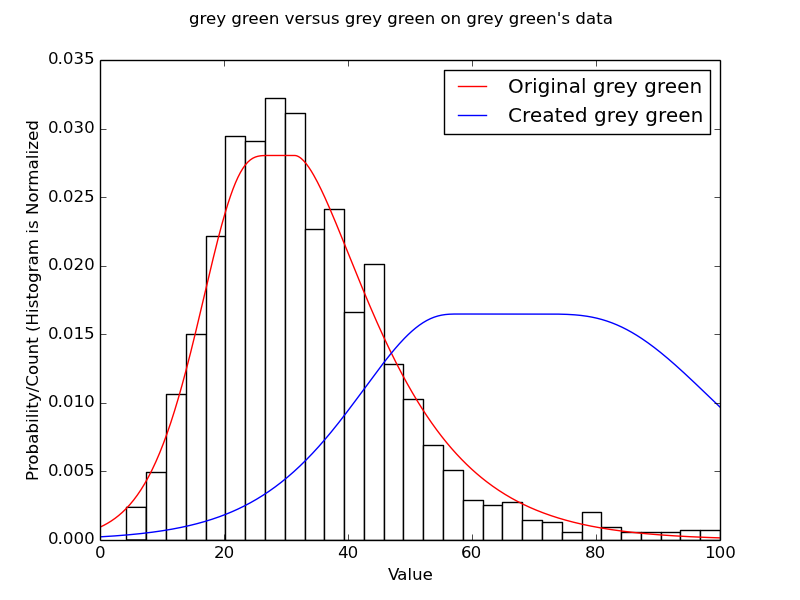 grey green versus grey green on grey green's data
0.035
0.030
0.025
0.020
0.015
0.010
0.005
0.000
Probability/Count (Histogram is Normalized
Original grey green
Created grey green
0 20 40 60 80 100
Value